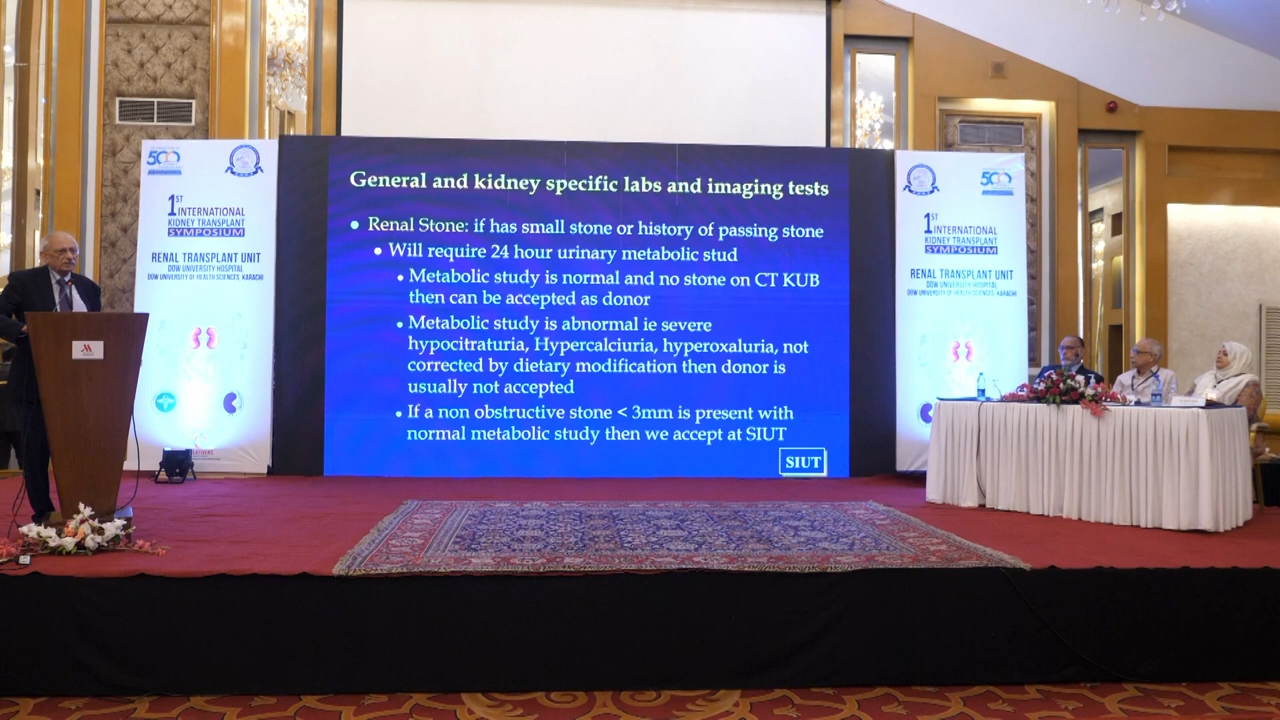 General and kidney specific labs and imaging tests
• Renal Stone: if has small stone or history of passing stone
• Will require 24 hour urinary metabolic stud
• Metabolic study is normal and no stone on CT KUB
then can be accepted as donor
• Metabolic study is abnormal ie severe
hypocitraturia, Hypercalciuria, hyperoxaluria, not
corrected by dietary modification then donor is
usually not accepted
• If a non obstructive stone < 3mm is present with
normal metabolic study then we accept at SIUT
SIUT
500
1ST
INTERNATIONAL
KIDNEY TRANSPLANT
SYMPOSIUM
RENAL TRANSPLANT UNIT
DOW UNIVERSITY HOSPITAL
DOW UNIVERSITY OF HEALTH SCIENCES, KARACHI
500
1ST
INTERNATIONAL
KIDNEY TRANSPLANT
SYMPOSIUM
RENAL TRANSPLANT UNIT
DOW UNIVERSITY HOSPITAL
DOW UNIVERSITY OF HEALTH SCIENCES, KARACHI